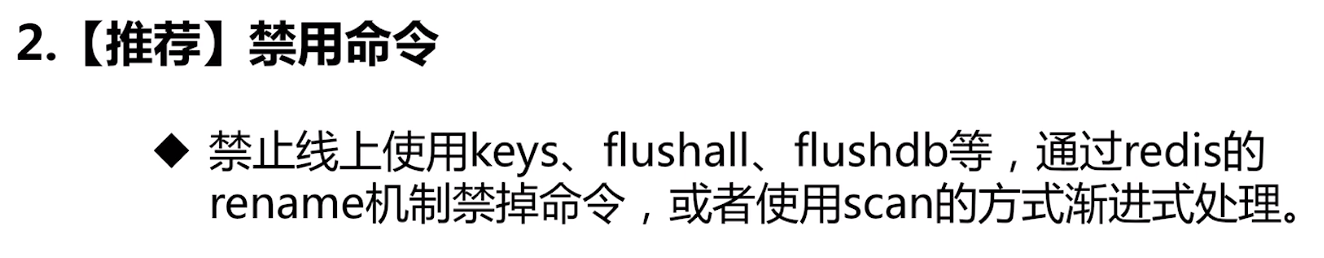 2.【推荐】禁用命令
◆ 禁止线上使用keys、flushall、flushdb等，通过redis的
rename机制禁掉命令，或者使用scan的方式渐进式处理。